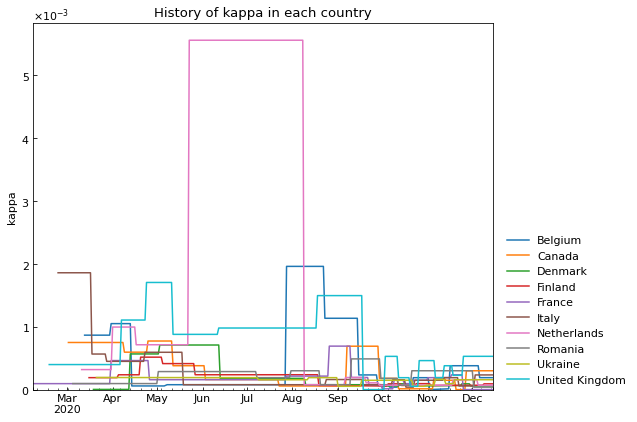 History of kappa in each country
×10⁻³
5
4
3
2
1
0
kappa
Mar Apr May Jun Jul Aug Sep Oct Nov Dec
2020
Belgium
Canada
Denmark
Finland
France
Italy
Netherlands
Romania
Ukraine
United Kingdom